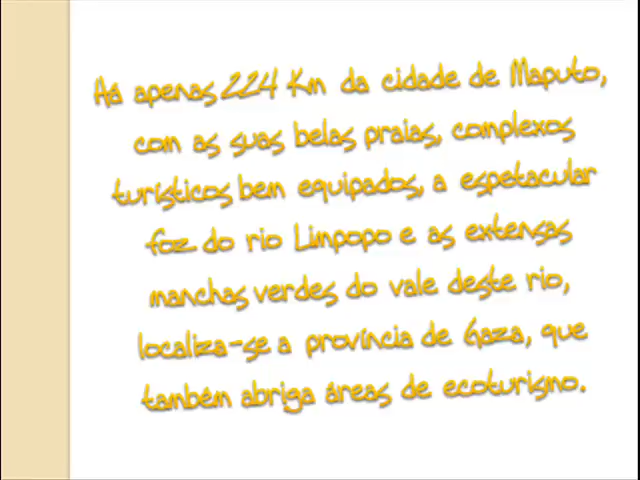 Há apenas 224 Km da cidade de Maputo,
com as suas belas praias, complexos
turísticos bem equipados, a espetacular
foz do rio Limpopo e as extensas
manchas verdes do vale deste rio,
localiza-se a província de Gaza, que
também abriga áreas de ecoturismo.